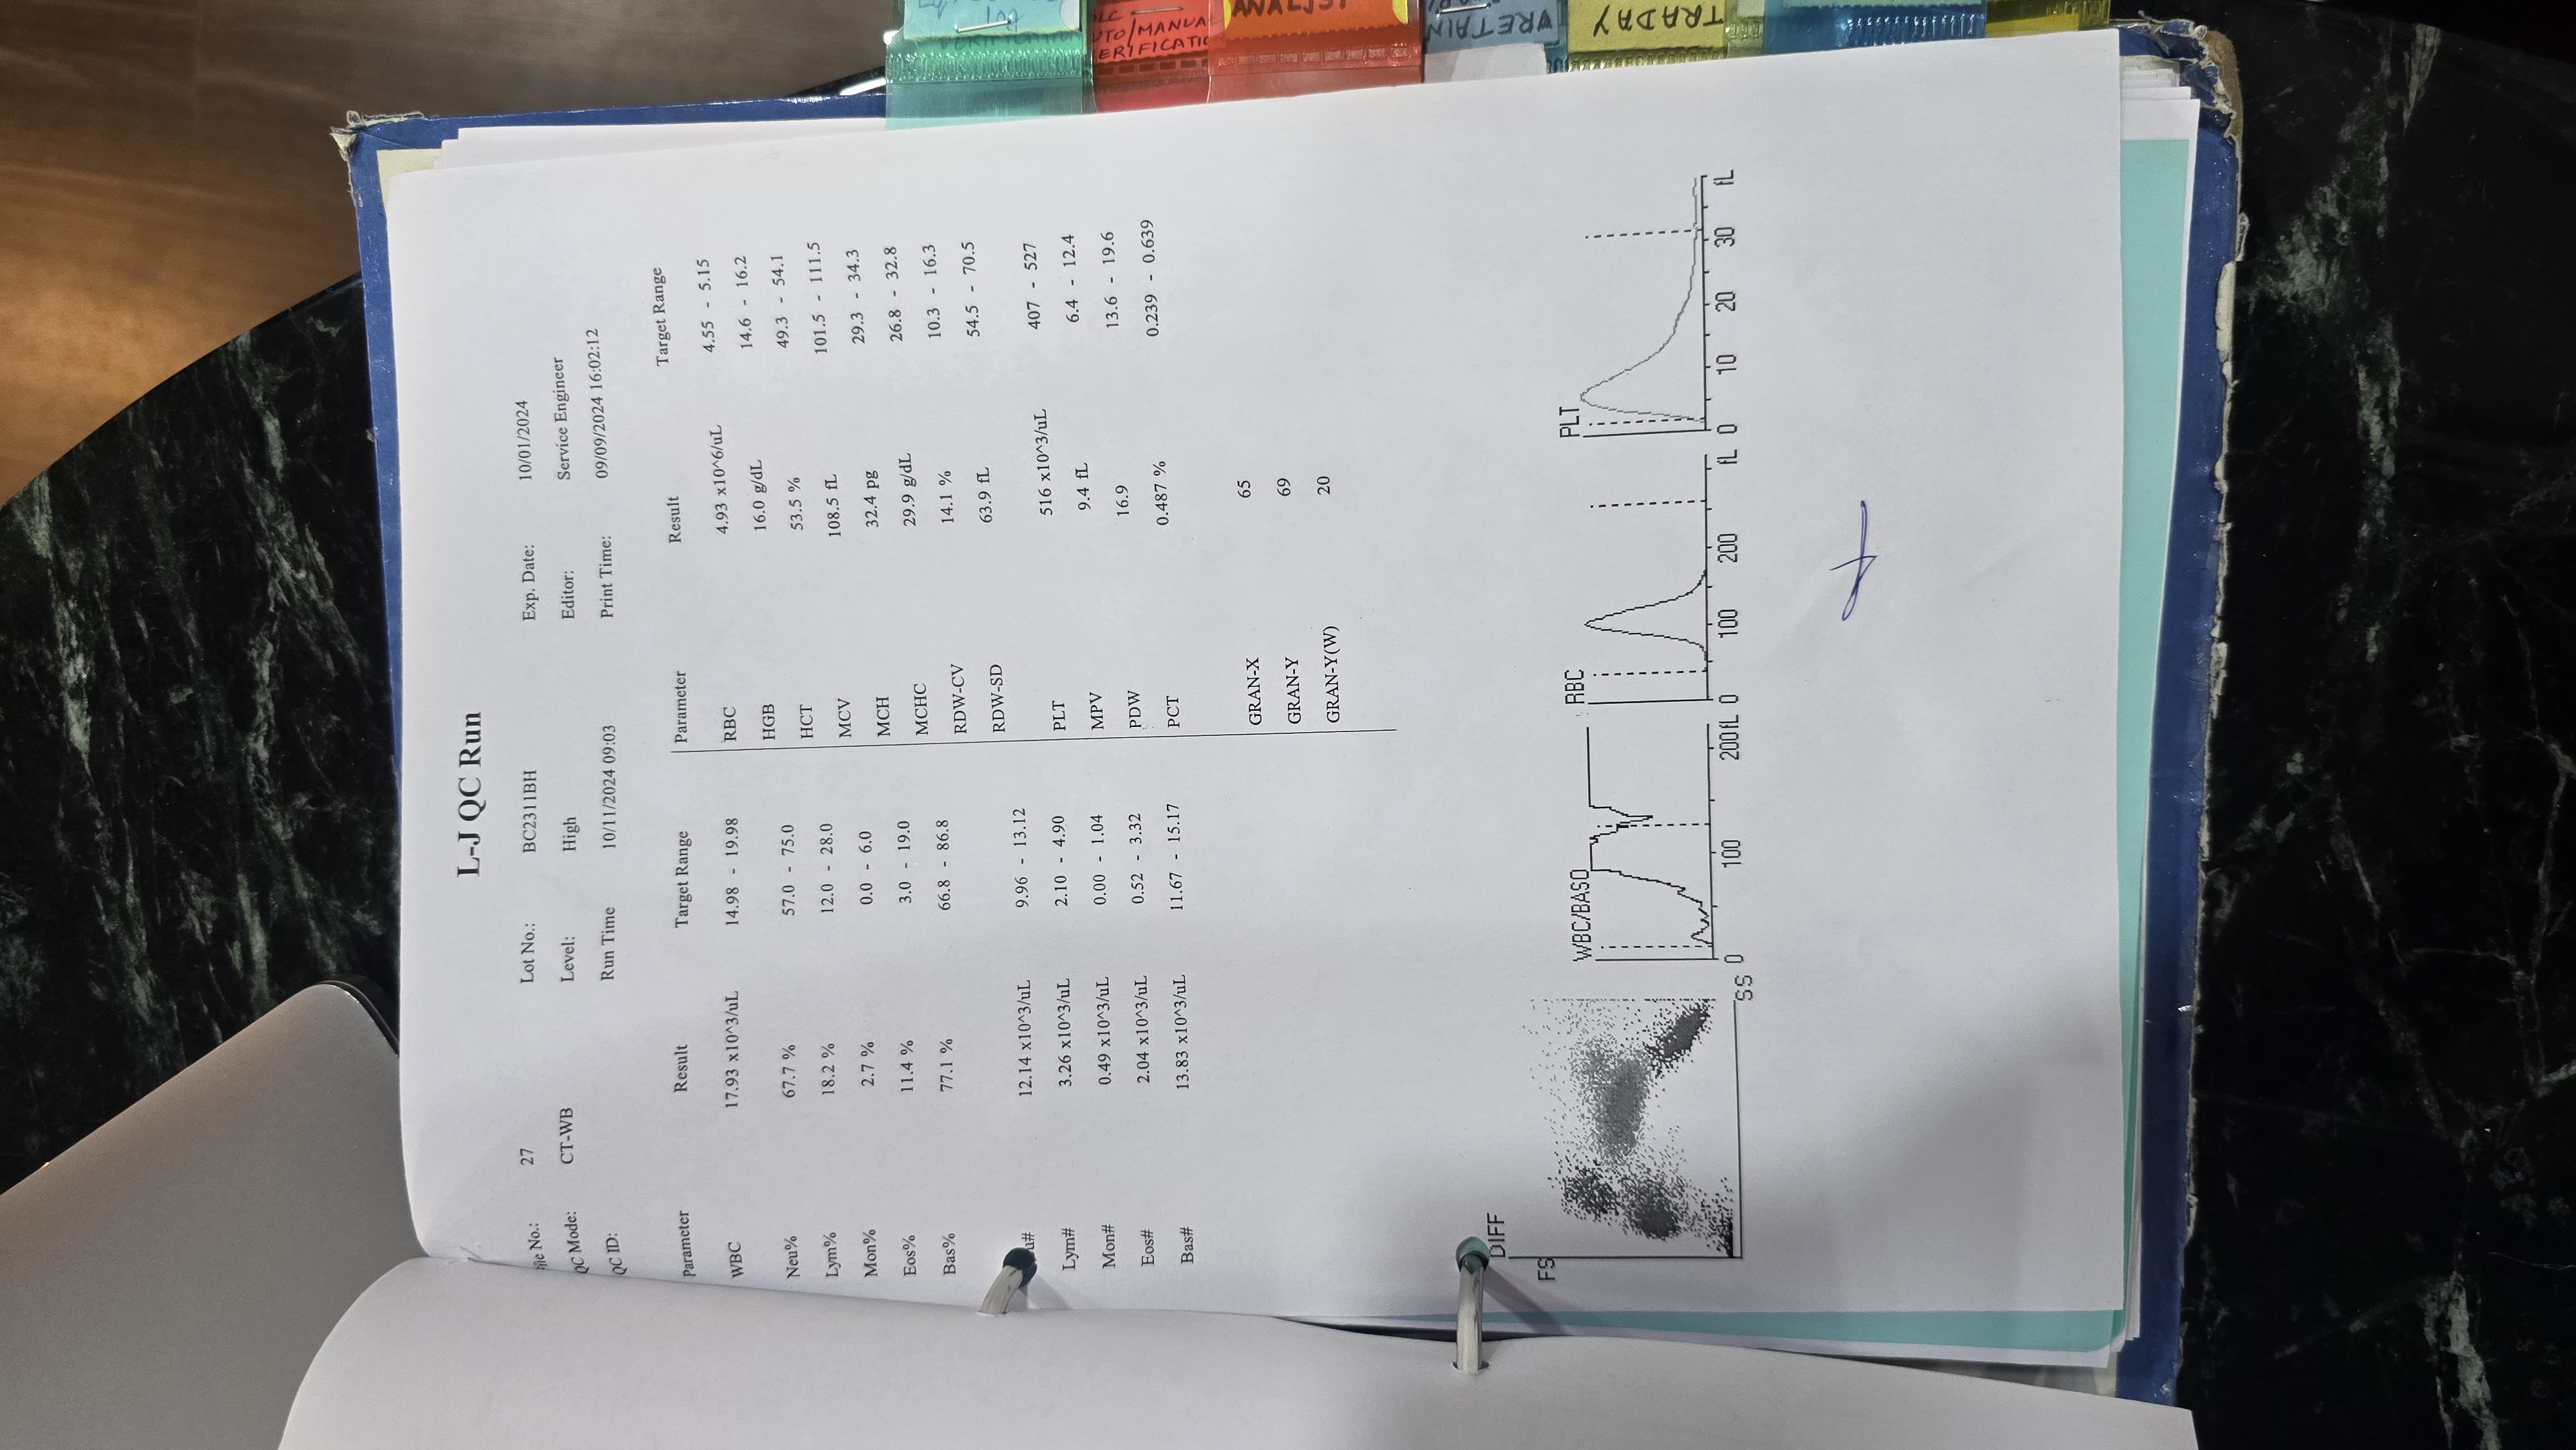 L-J QC Run
File No.: 27 Lot No.: BC2311BH Exp. Date: 10/01/2024
QC Mode: CT-WB Level: High Editor: Service Engineer
QC ID: Run Time 10/11/2024 09:03 Print Time: 09/09/2024 16:02:12
Parameter Result Target Range Parameter Result Target Range
WBC 17.93 x10^3/uL 14.98 - 19.98 RBC 4.93 x10^6/uL 4.55 - 5.15
HGB 16.0 g/dL 14.6 - 16.2
Neu% 67.7 % 57.0 - 75.0 HCT 53.5 % 49.3 - 54.1
Lym% 18.2 % 12.0 - 28.0 MCV 108.5 fL 101.5 - 111.5
Mon% 2.7 % 0.0 - 6.0 MCH 32.4 pg 29.3 - 34.3
Eos% 11.4 % 3.0 - 19.0 MCHC 29.9 g/dL 26.8 - 32.8
Bas% 77.1 % 66.8 - 86.8 RDW-CV 14.1 % 10.3 - 16.3
RDW-SD 63.9 fL 54.5 - 70.5
u# 12.14 x10^3/uL 9.96 - 13.12 PLT 516 x10^3/uL 407 - 527
Lym# 3.26 x10^3/uL 2.10 - 4.90 MPV 9.4 fL 6.4 - 12.4
Mon# 0.49 x10^3/uL 0.00 - 1.04 PDW 16.9 13.6 - 19.6
Eos# 2.04 x10^3/uL 0.52 - 3.32 PCT 0.487 % 0.239 - 0.639
Bas# 13.83 x10^3/uL 11.67 - 15.17
GRAN-X 65
GRAN-Y 69
GRAN-Y(W) 20
DIFF
FS
SS
WBC/BASO
0 100 200 fL
RBC
0 100 200 fL
PLT
0 10 20 30 fL
/MANUAL
ERIFICATIO
ANALIST
RETAIN
TRADAY